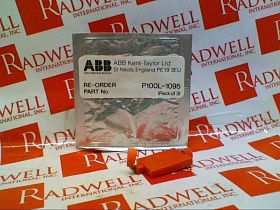 ABB ABB Kent-Taylor Ltd.
St Neots, England PE19 3EU
RE-ORDER
PART No. P100L-1095
(Pack of 3)
RADWELL
INTERNATIONAL, INC.